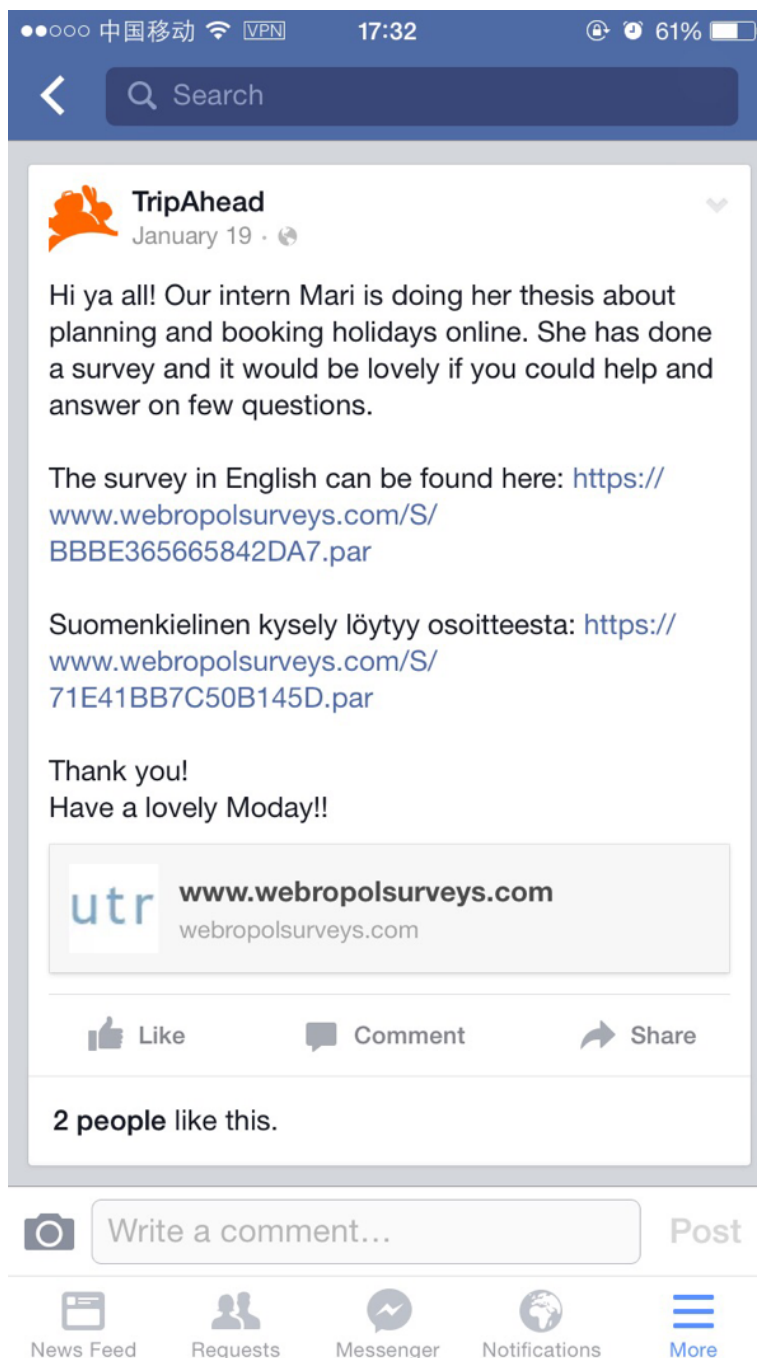 中国移动 VPN 17:32 61%
Search
TripAhead
January 19 ·
Hi ya all! Our intern Mari is doing her thesis about
planning and booking holidays online. She has done
a survey and it would be lovely if you could help and
answer on few questions.
The survey in English can be found here: https://
www.webropolsurveys.com/S/
BBBE365665842DA7.par
Suomenkielinen kysely löytyy osoitteesta: https://
www.webropolsurveys.com/S/
71E41BB7C50B145D.par
Thank you!
Have a lovely Moday!!
utr www.webropolsurveys.com
webropolsurveys.com
Like Comment Share
2 people like this.
Write a comment... Post
News Feed Requests Messenger Notifications More